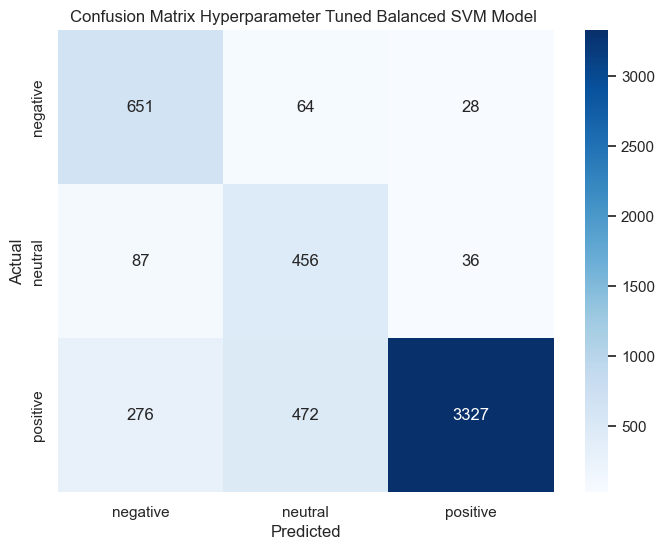 Confusion Matrix Hyperparameter Tuned Balanced SVM Model
negative
651
64
28
neutral
87
456
36
positive
276
472
3327
Actual
negative
neutral
positive
Predicted
3000
2500
2000
1500
1000
500